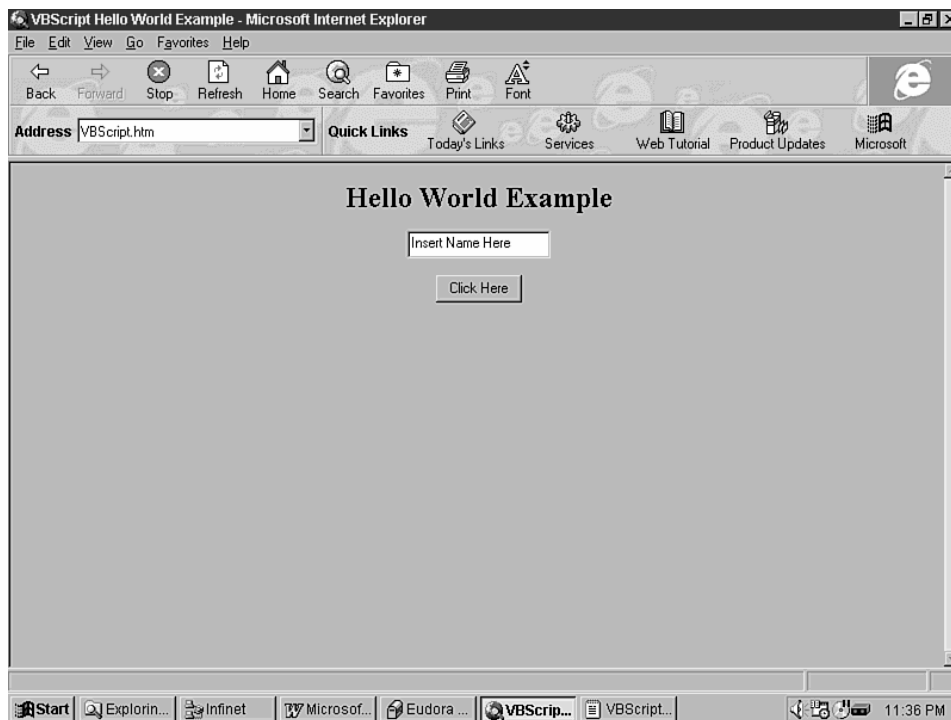 VBScript Hello World Example - Microsoft Internet Explorer
File Edit View Go Favorites Help
Back Forward Stop Refresh Home Search Favorites Print Font
Address VBScript.htm Quick Links Today's Links Services Web Tutorial Product Updates Microsoft
Hello World Example
Insert Name Here
Click Here
Start Explorin... Infinet Microsof... Eudora ... VBScrip... VBScript... 11:36 PM